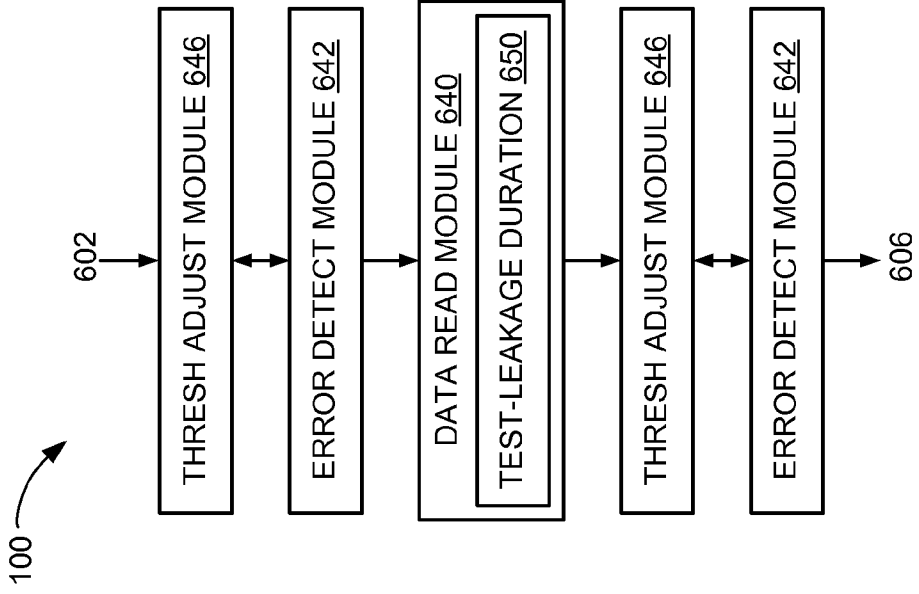 100
602
THRESH ADJUST MODULE 646
ERROR DETECT MODULE 642
DATA READ MODULE 640
TEST-LEAKAGE DURATION 650
THRESH ADJUST MODULE 646
ERROR DETECT MODULE 642
606